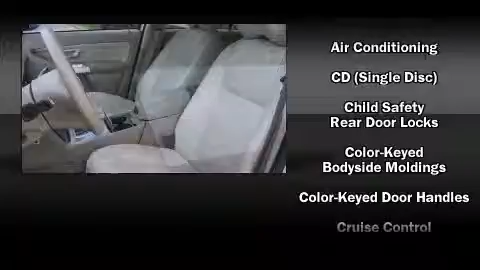 Air Conditioning
CD (Single Disc)
Child Safety
Rear Door Locks
Color-Keyed
Bodyside Moldings
Color-Keyed Door Handles
Cruise Control